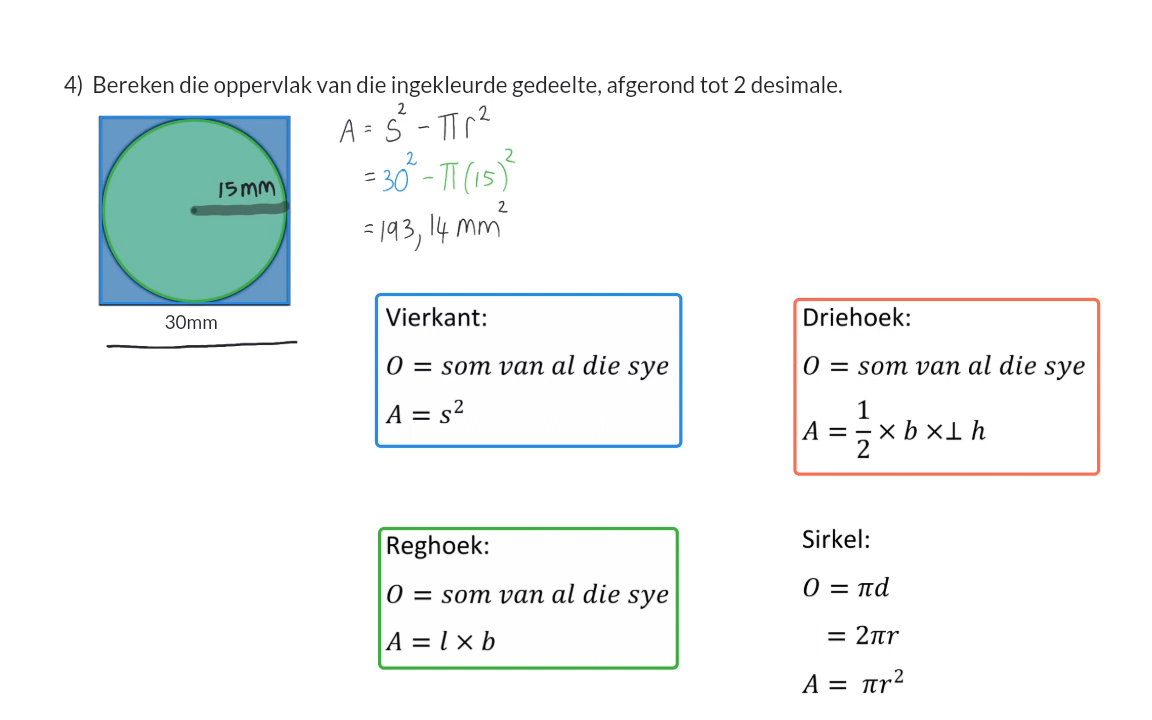 4) Bereken die oppervlak van die ingekleurde gedeelte, afgerond tot 2 desimale.
A = s² - πr²
= 30² - π(15)²
= 193,14 mm²
15mm
30mm
Vierkant:
O = som van al die sye
A = s²
Driehoek:
O = som van al die sye
A = 1/2 × b ×⊥ h
Reghoek:
O = som van al die sye
A = l × b
Sirkel:
O = πd
= 2πr
A = πr²